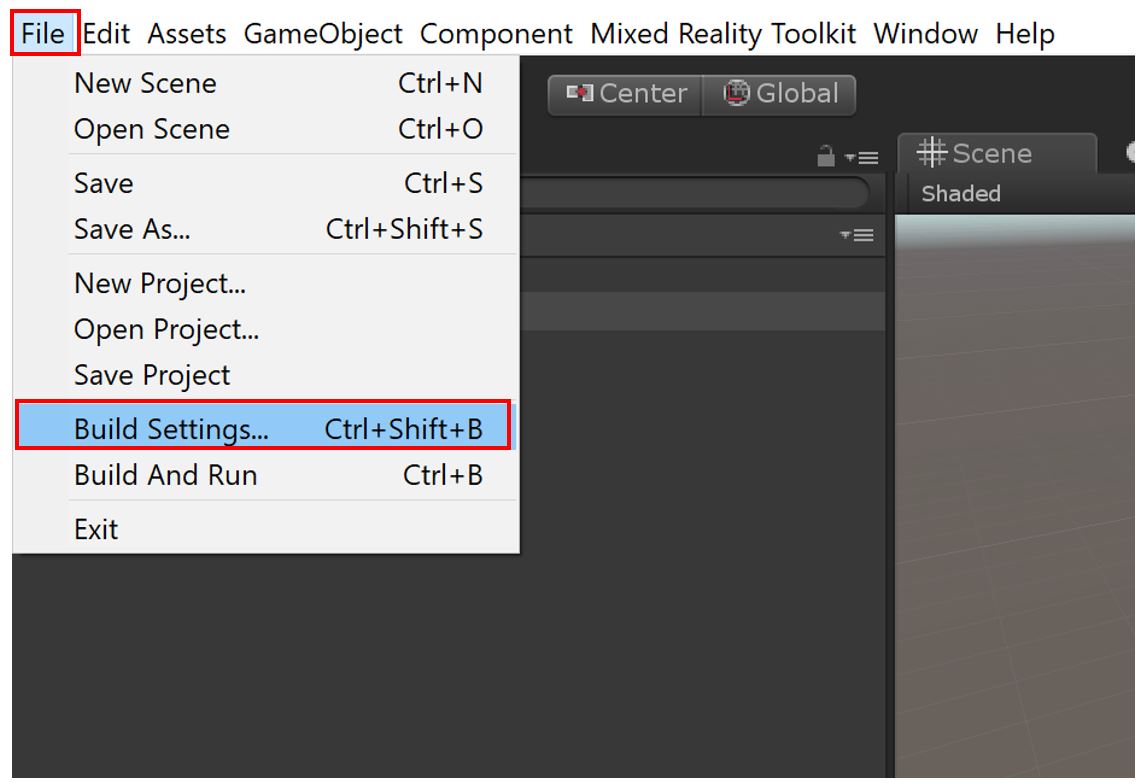 File Edit Assets GameObject Component Mixed Reality Toolkit Window Help
New Scene Ctrl+N
Open Scene Ctrl+O
Save Ctrl+S
Save As... Ctrl+Shift+S
New Project...
Open Project...
Save Project
Build Settings... Ctrl+Shift+B
Build And Run Ctrl+B
Exit
Center Global
Scene
Shaded